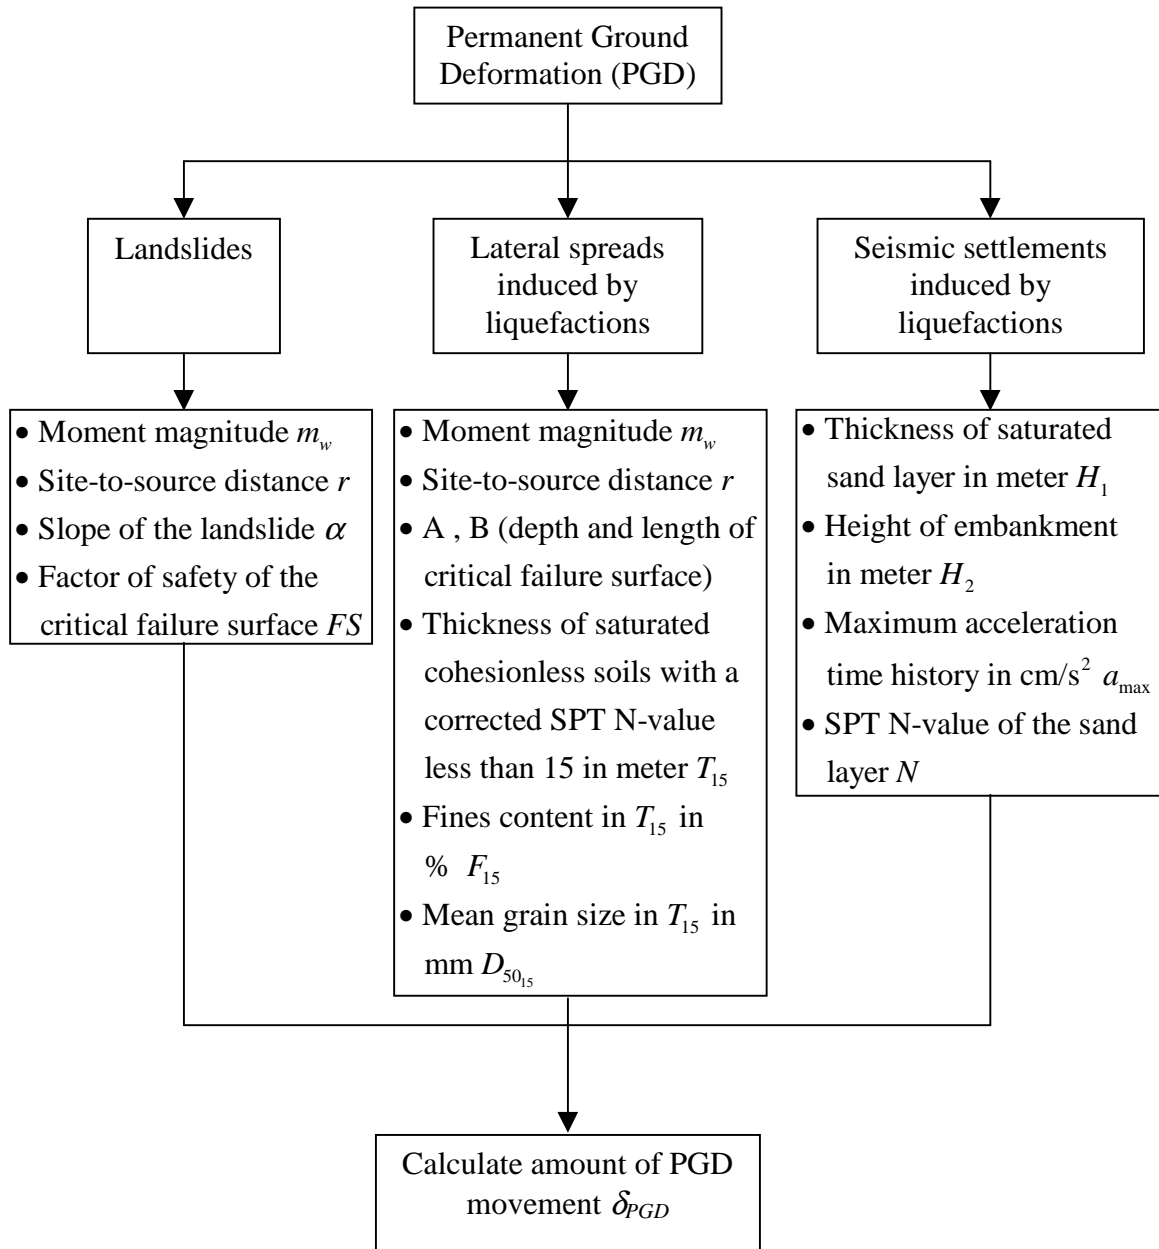 Permanent Ground
Deformation (PGD)
Landslides
Lateral spreads
induced by
liquefactions
Seismic settlements
induced by
liquefactions
• Moment magnitude m_w
• Site-to-source distance r
• Slope of the landslide α
• Factor of safety of the
critical failure surface FS
• Moment magnitude m_w
• Site-to-source distance r
• A , B (depth and length of
critical failure surface)
• Thickness of saturated
cohesionless soils with a
corrected SPT N-value
less than 15 in meter T_15
• Fines content in T_15 in
% F_15
• Mean grain size in T_15 in
mm D_50_15
• Thickness of saturated
sand layer in meter H_1
• Height of embankment
in meter H_2
• Maximum acceleration
time history in cm/s² a_max
• SPT N-value of the sand
layer N
Calculate amount of PGD
movement δ_PGD